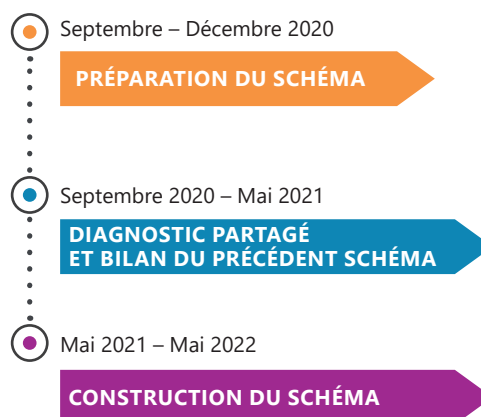 Septembre – Décembre 2020
PRÉPARATION DU SCHÉMA
Septembre 2020 – Mai 2021
DIAGNOSTIC PARTAGÉ
ET BILAN DU PRÉCÉDENT SCHÉMA
Mai 2021 – Mai 2022
CONSTRUCTION DU SCHÉMA